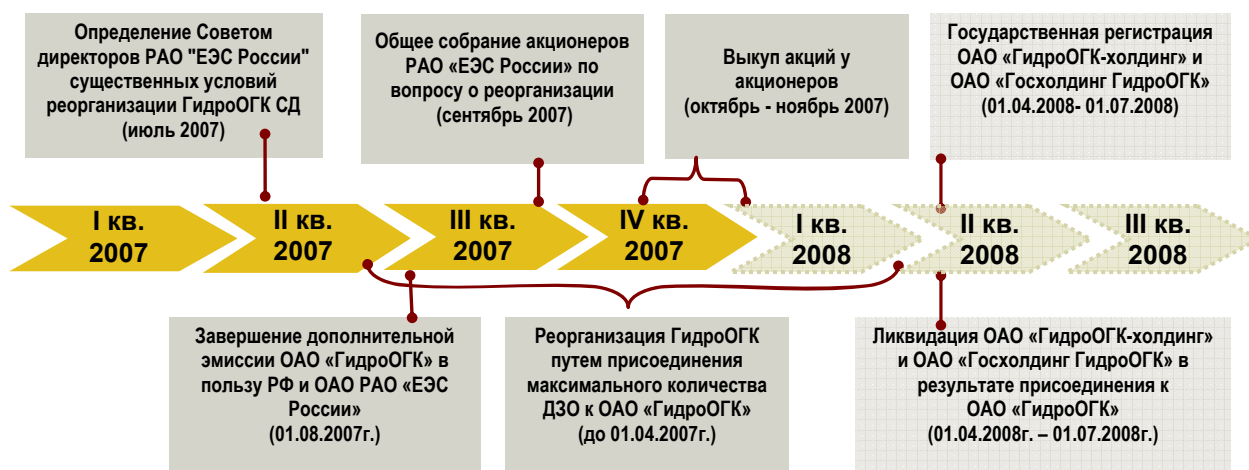 Определение Советом
директоров РАО "ЕЭС России"
существенных условий
реорганизации ГидроОГК СД
(июль 2007)
Общее собрание акционеров
РАО «ЕЭС России» по
вопросу о реорганизации
(сентябрь 2007)
Выкуп акций у
акционеров
(октябрь - ноябрь 2007)
Государственная регистрация
ОАО «ГидроОГК-холдинг» и
ОАО «Госхолдинг ГидроОГК»
(01.04.2008- 01.07.2008)
I кв.
2007
II кв.
2007
III кв.
2007
IV кв.
2007
I кв.
2008
II кв.
2008
III кв.
2008
Завершение дополнительной
эмиссии ОАО «ГидроОГК» в
пользу РФ и ОАО РАО «ЕЭС
России»
(01.08.2007г.)
Реорганизация ГидроОГК
путем присоединения
максимального количества
ДЗО к ОАО «ГидроОГК»
(до 01.04.2007г.)
Ликвидация ОАО «ГидроОГК-холдинг»
и ОАО «Госхолдинг ГидроОГК» в
результате присоединения к
ОАО «ГидроОГК»
(01.04.2008г. – 01.07.2008г.)